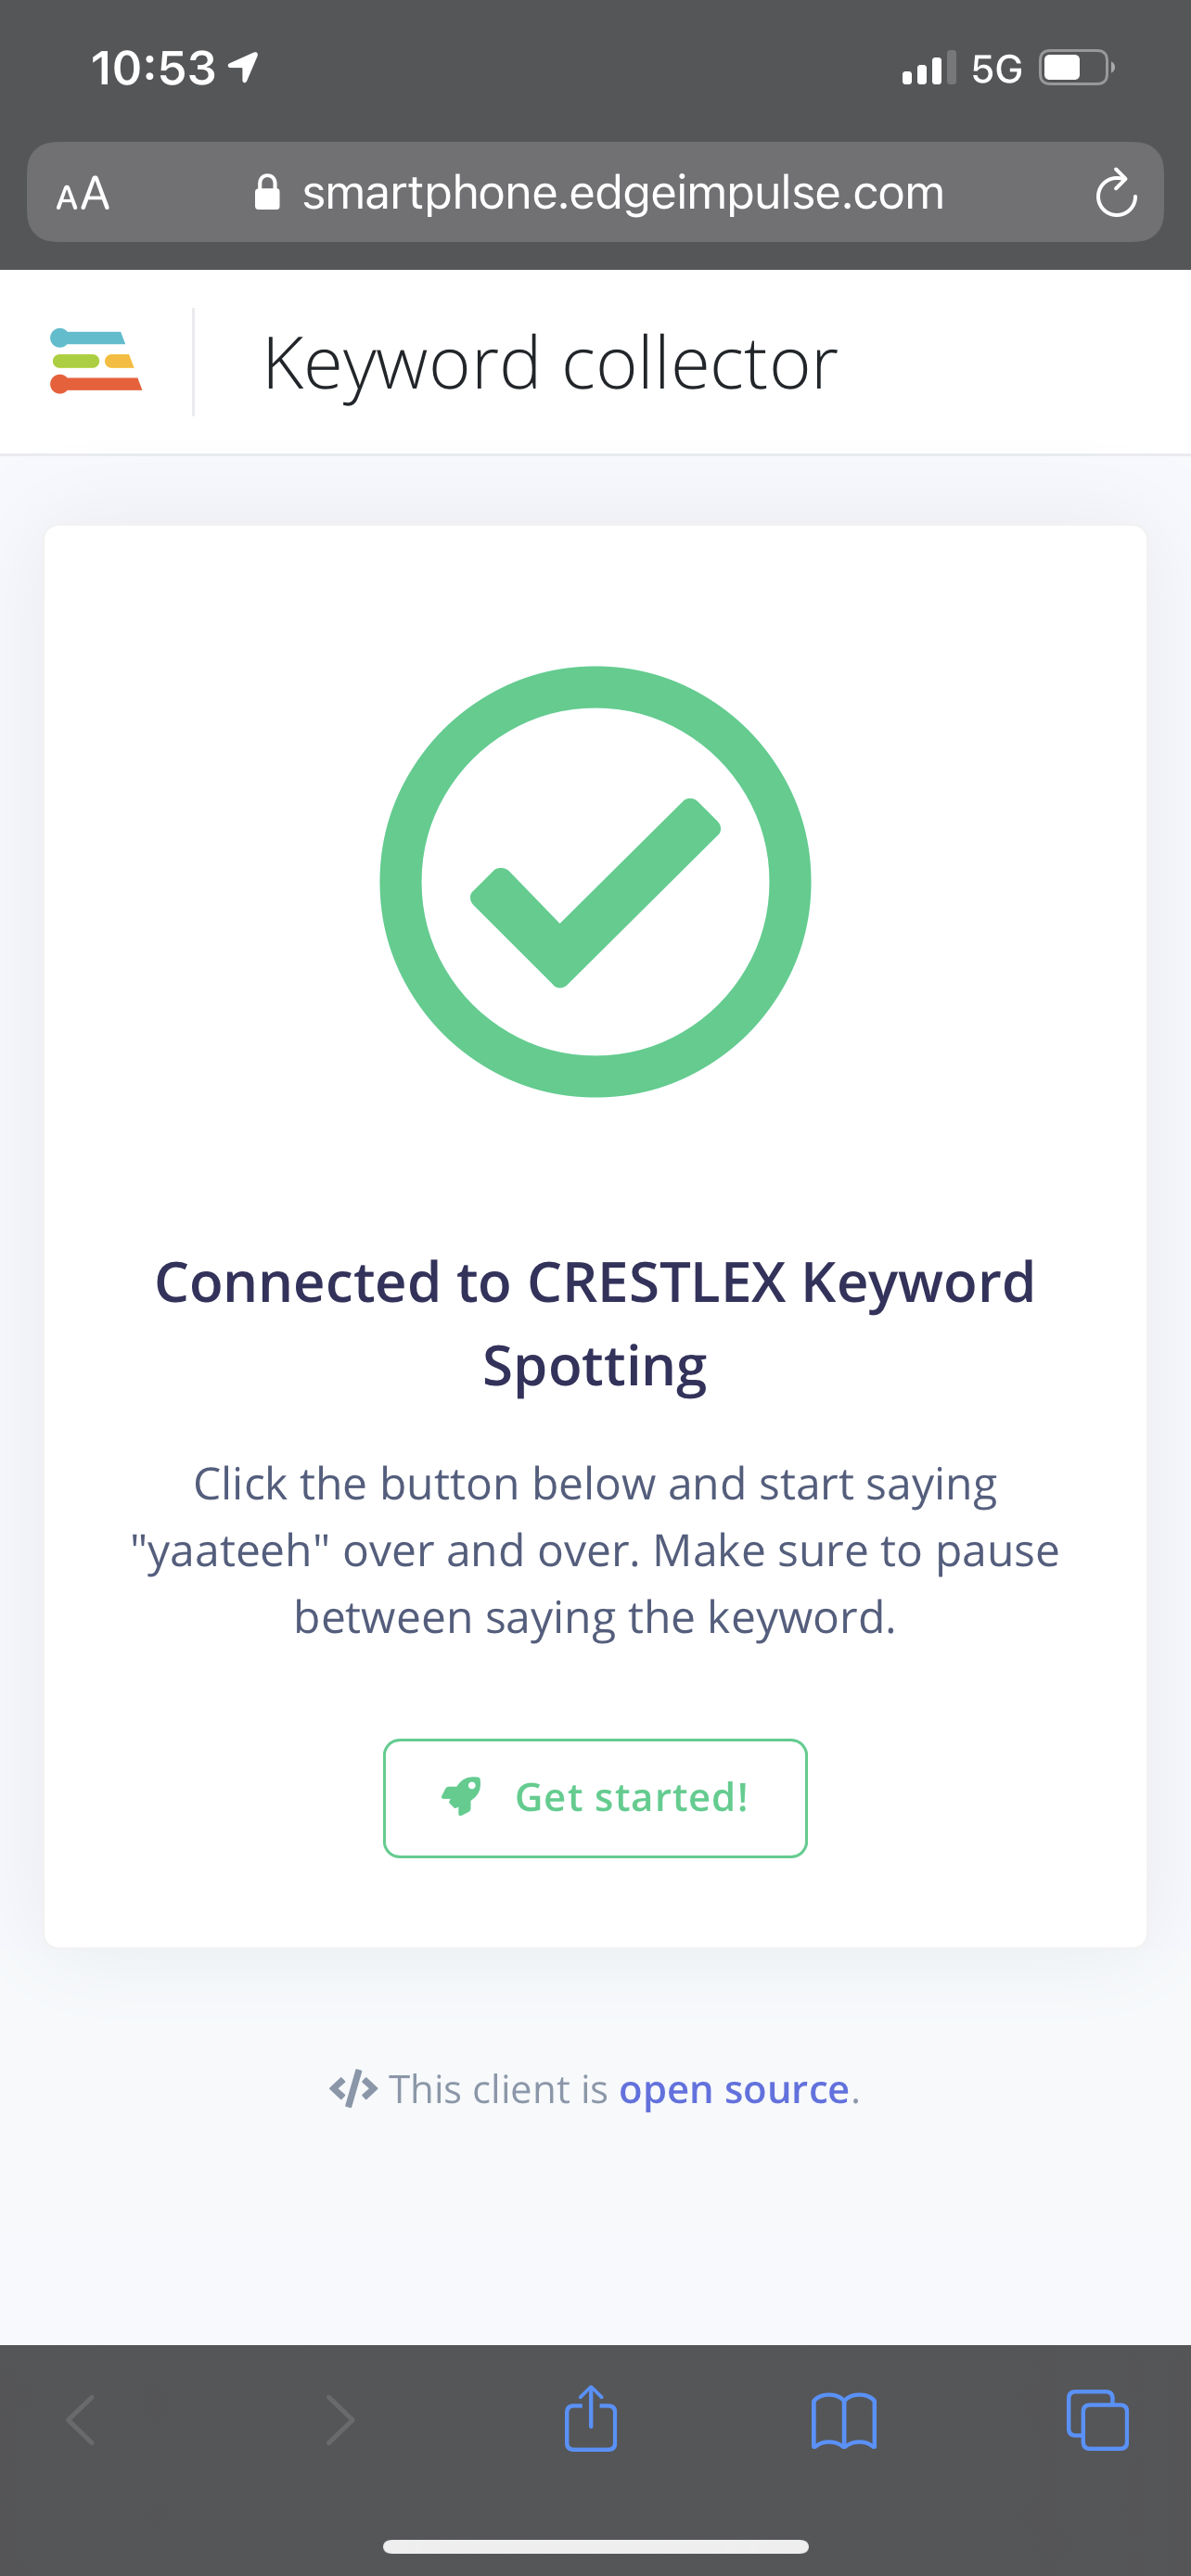 10:53
5G
AA
smartphone.edgeimpulse.com
Keyword collector
Connected to CRESTLEX Keyword
Spotting
Click the button below and start saying
"yaateeh" over and over. Make sure to pause
between saying the keyword.
Get started!
</> This client is open source.